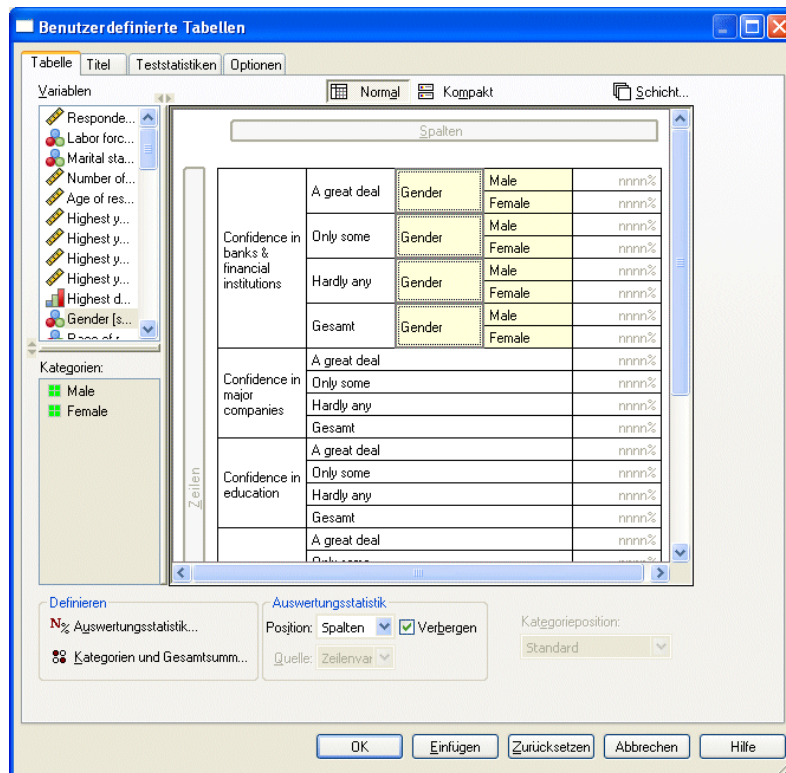 Benutzerdefinierte Tabellen
Tabelle Titel Teststatistiken Optionen
Variablen
Normal Kompakt Schicht...
Responde...
Labor forc...
Marital sta...
Number of...
Age of res...
Highest y...
Highest y...
Highest y...
Highest y...
Highest d...
Gender [s...
Kategorien:
Male
Female
Spalten
Zeilen
Confidence in
banks &
financial
institutions
A great deal Gender Male nnnn%
Female nnnn%
Only some Gender Male nnnn%
Female nnnn%
Hardly any Gender Male nnnn%
Female nnnn%
Gesamt Gender Male nnnn%
Female nnnn%
Confidence in
major
companies
A great deal nnnn%
Only some nnnn%
Hardly any nnnn%
Gesamt nnnn%
Confidence in
education
A great deal nnnn%
Only some nnnn%
Hardly any nnnn%
Gesamt nnnn%
A great deal nnnn%
Only some
Definieren
N% Auswertungsstatistik...
Kategorien und Gesamtsumm...
Auswertungsstatistik
Position: Spalten Verbergen
Quelle: Zeilenvar
Kategorieposition:
Standard
OK Einfügen Zurücksetzen Abbrechen Hilfe